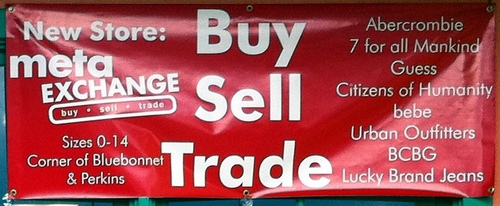 New Store:
meta
EXCHANGE
buy • sell • trade
Sizes 0-14
Corner of Bluebonnet
& Perkins
Buy
Sell
Trade
Abercrombie
7 for all Mankind
Guess
Citizens of Humanity
bebe
Urban Outfitters
BCBG
Lucky Brand Jeans